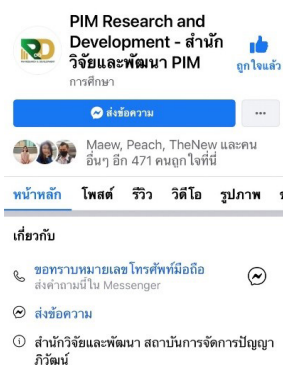 PIM Research and
Development - สำนัก
วิจัยและพัฒนา PIM
ถูกใจแล้ว
การศึกษา
ส่งข้อความ
Maew, Peach, TheNew และคน
อื่นๆ อีก 471 คนถูกใจที่นี่
หน้าหลัก โพสต์ รีวิว วิดีโอ รูปภาพ
เกี่ยวกับ
ขอทราบหมายเลขโทรศัพท์มือถือ
ส่งคำถามนี้ใน Messenger
ส่งข้อความ
สำนักวิจัยและพัฒนา สถาบันการจัดการปัญญา
ภิวัฒน์